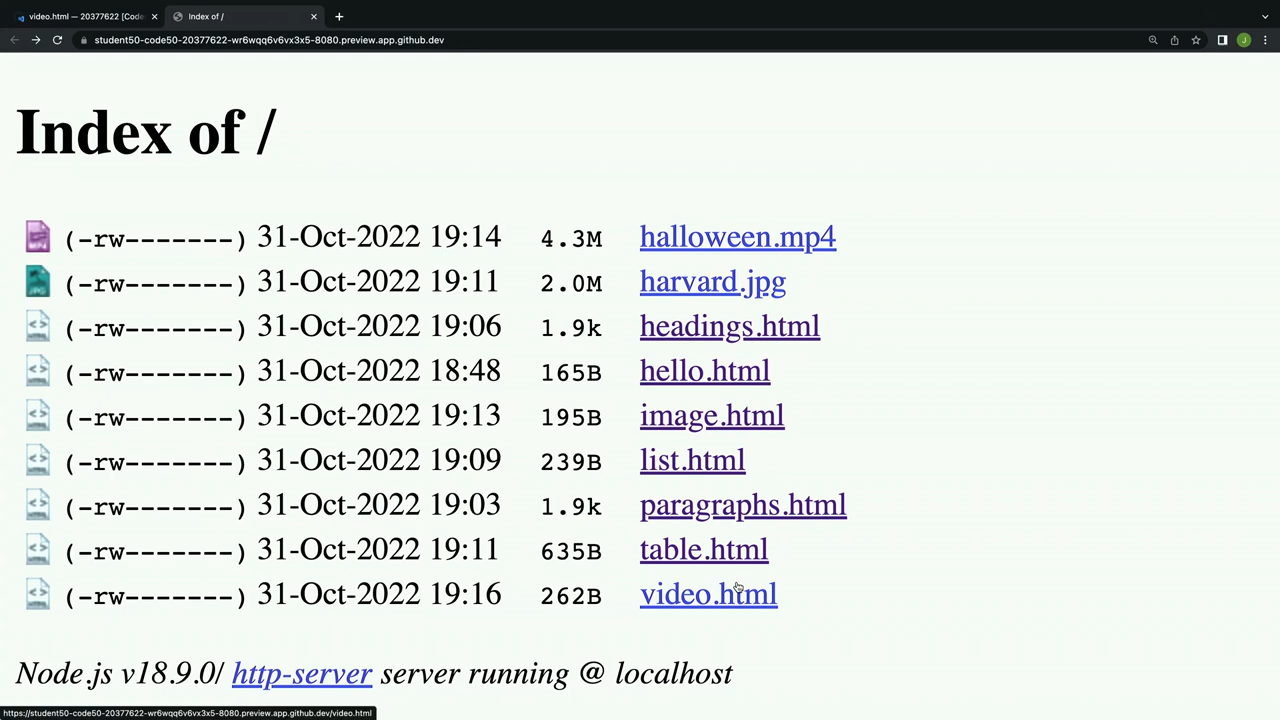 video.html — 20377622 [Code
Index of /
student50-code50-20377622-wr6wqq6v6vx3x5-8080.preview.app.github.dev
J
Index of /
MP4 (-rw-------) 31-Oct-2022 19:14 4.3M halloween.mp4
(-rw-------) 31-Oct-2022 19:11 2.0M harvard.jpg
(-rw-------) 31-Oct-2022 19:06 1.9k headings.html
(-rw-------) 31-Oct-2022 18:48 165B hello.html
(-rw-------) 31-Oct-2022 19:13 195B image.html
(-rw-------) 31-Oct-2022 19:09 239B list.html
(-rw-------) 31-Oct-2022 19:03 1.9k paragraphs.html
(-rw-------) 31-Oct-2022 19:11 635B table.html
(-rw-------) 31-Oct-2022 19:16 262B video.html
Node.js v18.9.0/ http-server server running @ localhost
https://student50-code50-20377622-wr6wqq6v6vx3x5-8080.preview.app.github.dev/video.html